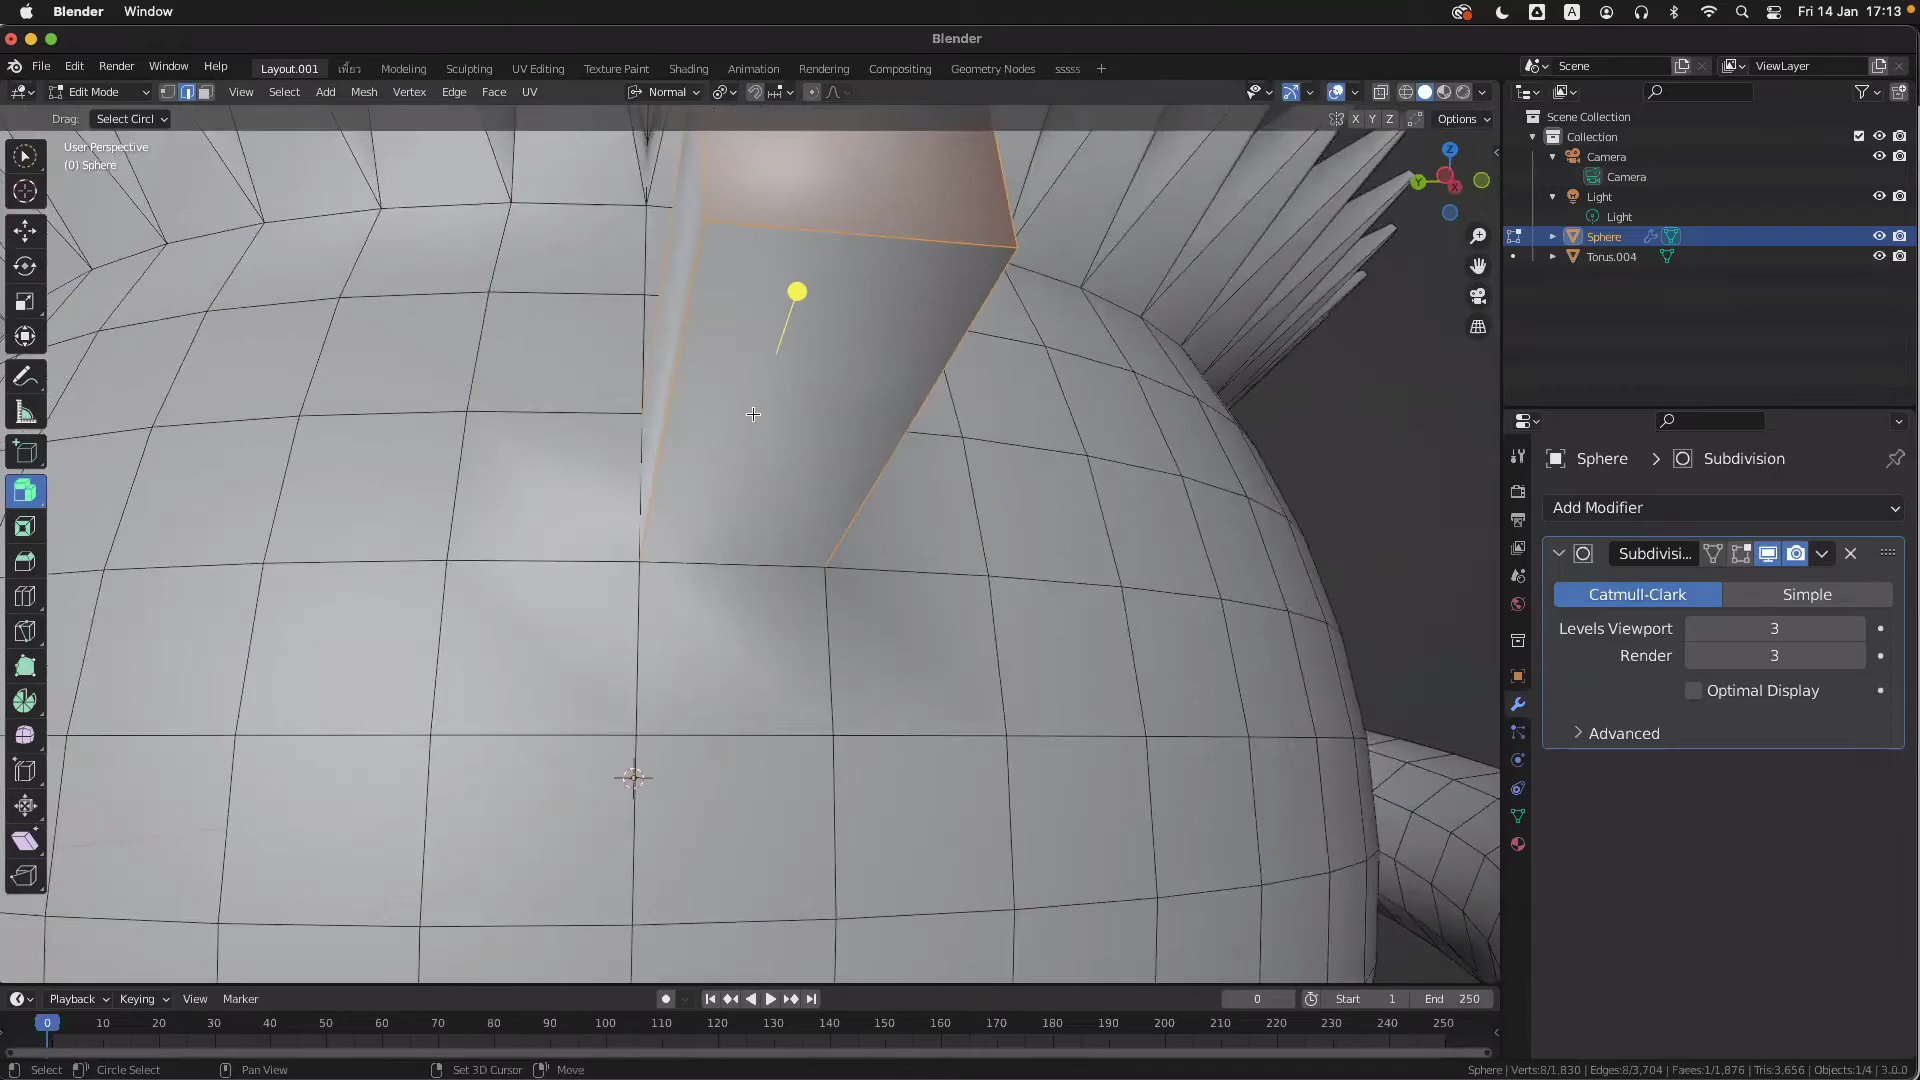 Blender Window
Fri 14 Jan 17:13
A
Blender
File Edit Render Window Help
Layout.001 เพี้ยว Modeling Sculpting UV Editing Texture Paint Shading Animation Rendering Compositing Geometry Nodes sssss +
Scene
ViewLayer
Edit Mode
View Select Add Mesh Vertex Edge Face UV
Normal
Drag: Select Circl
X Y Z Options
User Perspective
(0) Sphere
Z
Y
X
Scene Collection
Collection
Camera
Camera
Light
Light
Sphere
Torus.004
Sphere > Subdivision
Add Modifier
Subdivisi...
Catmull-Clark Simple
Levels Viewport 3
Render 3
Optimal Display
Advanced
Playback Keying View Marker
0
Start 1
End 250
0 10 20 30 40 50 60 70 80 90 100 110 120 130 140 150 160 170 180 190 200 210 220 230 240 250
Select Circle Select Pan View Set 3D Cursor Move
Sphere | Verts:8/1,830 | Edges:8/3,704 | Faces:1/1,876 | Tris:3,656 | Objects:1/4 | 3.0.0